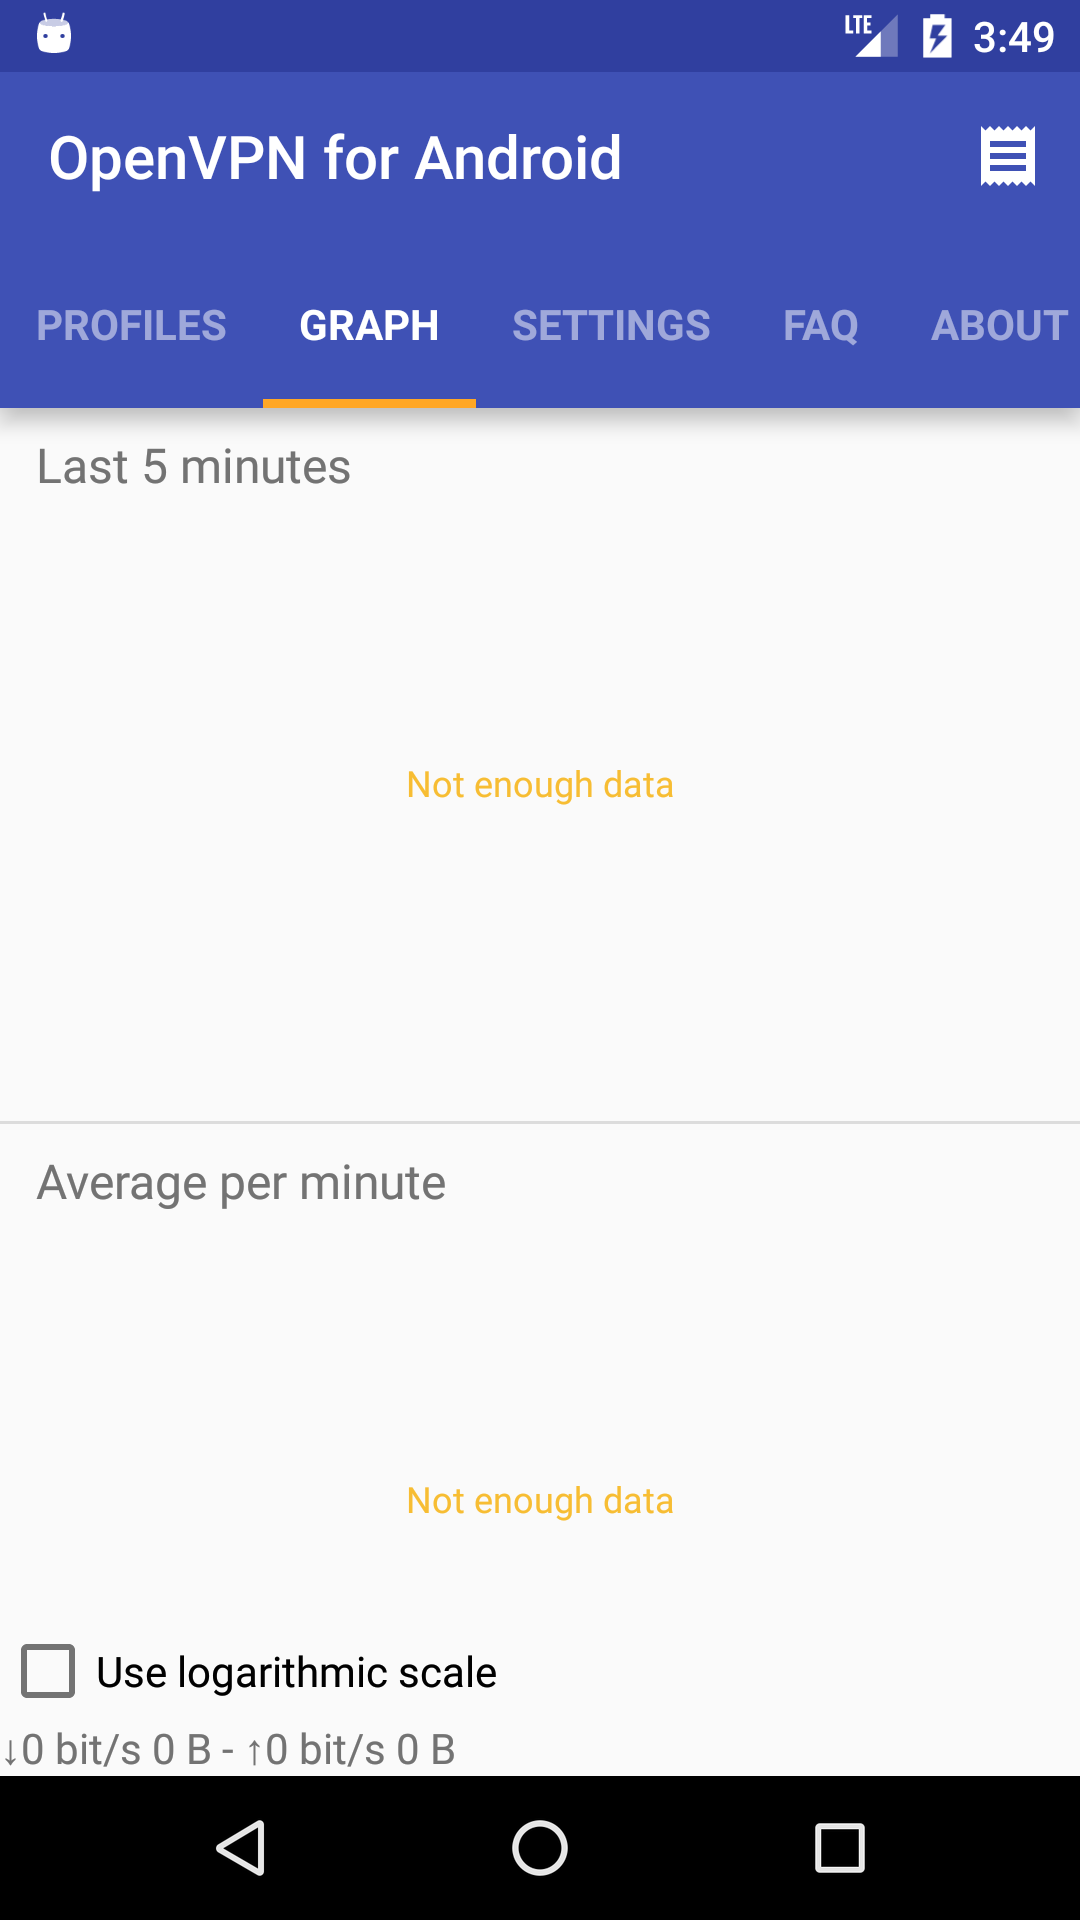 LTE 3:49
OpenVPN for Android
PROFILES GRAPH SETTINGS FAQ ABOUT
Last 5 minutes
Not enough data
Average per minute
Not enough data
Use logarithmic scale
↓0 bit/s 0 B - ↑0 bit/s 0 B